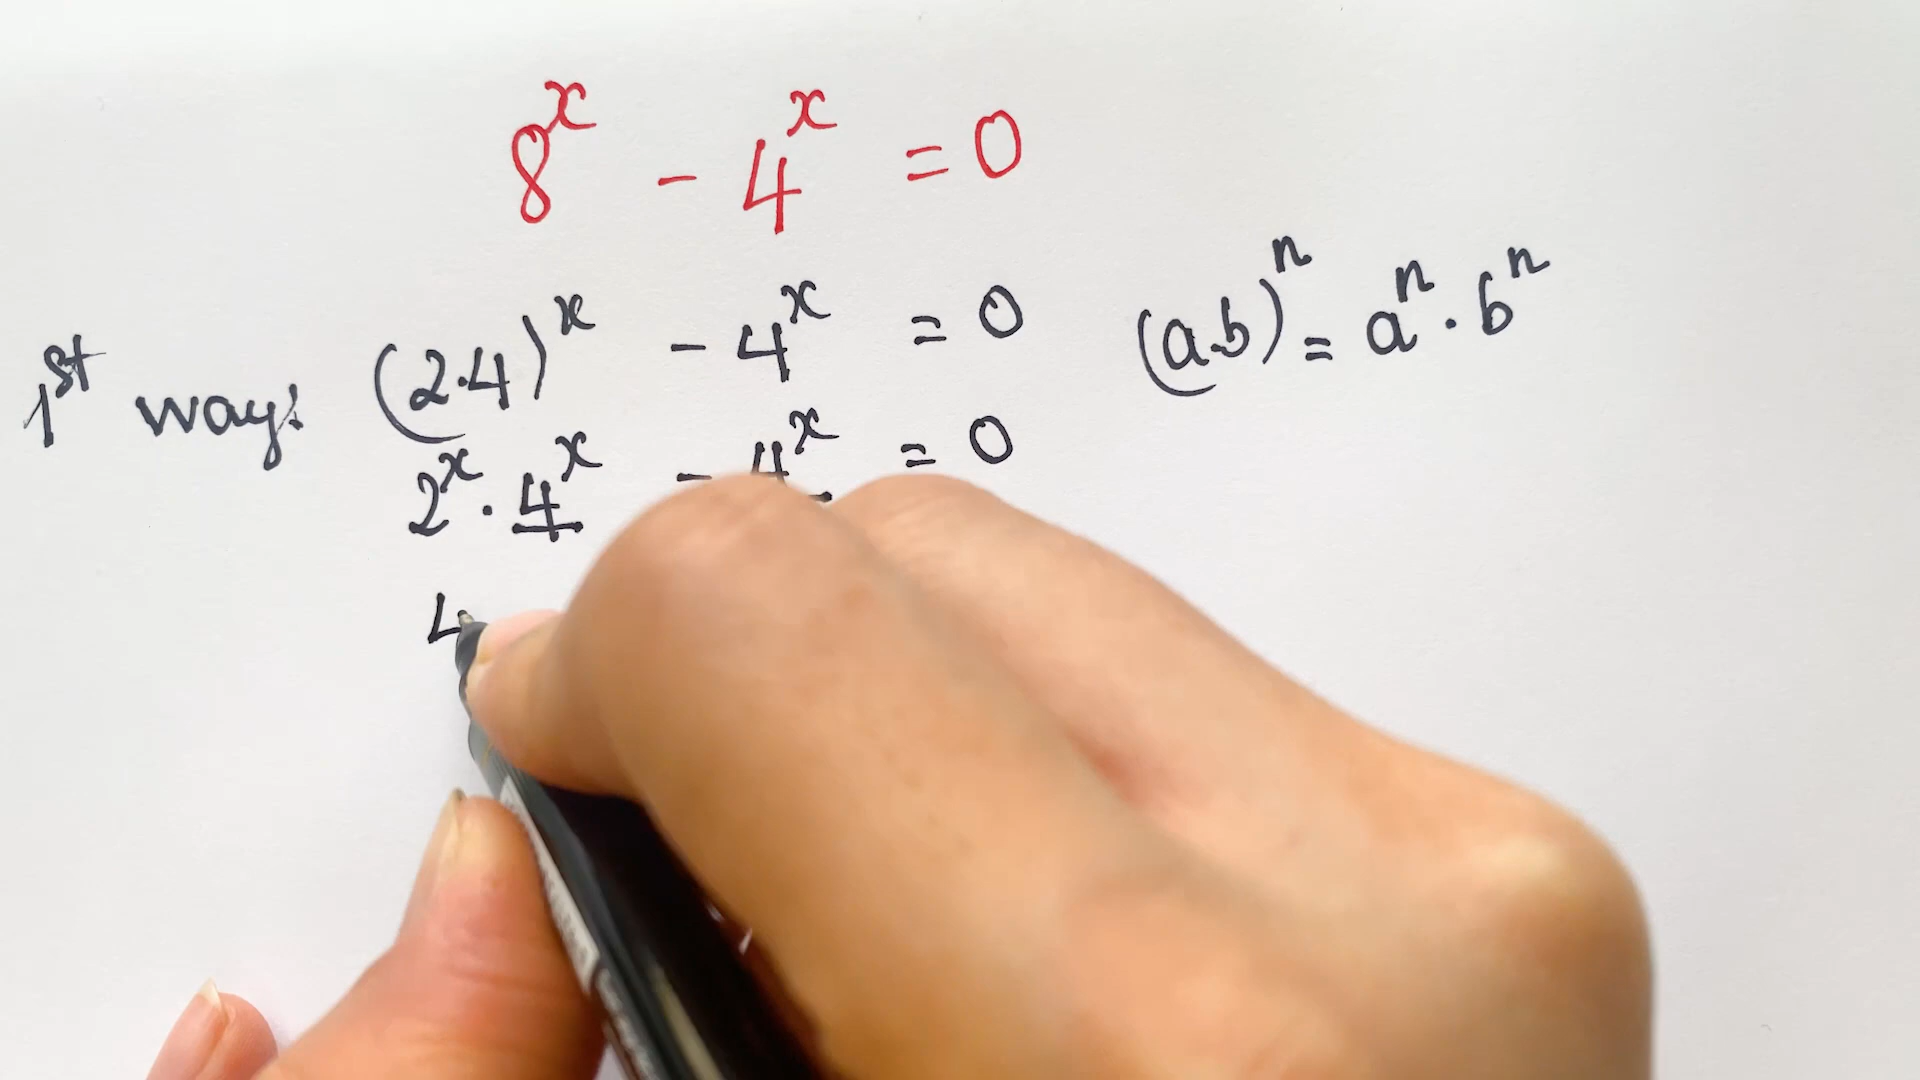 8^x - 4^x = 0
1st way: (2·4)^x - 4^x = 0 (a·b)^n = a^n · b^n
2^x · 4^x - 4^x = 0
4